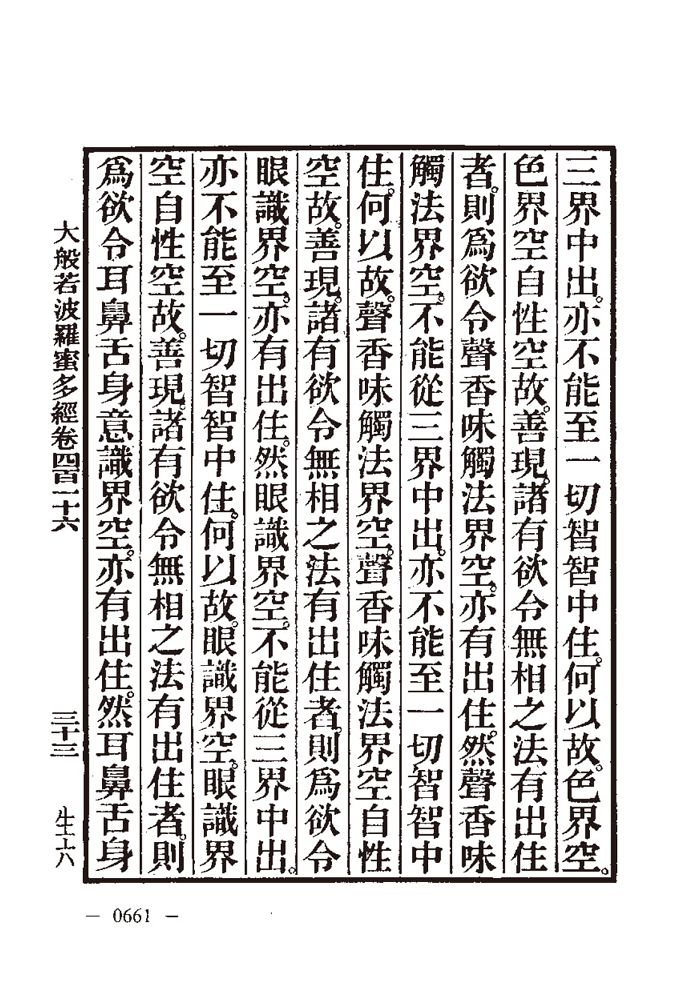 三界中出。亦不能至一切智智中住。何以故。色界空。
色界空自性空故。善現。諸有欲令無相之法有出住
者。則爲欲令聲香味觸法界空。亦有出住。然聲香味
觸法界空。不能從三界中出。亦不能至一切智智中
住。何以故。聲香味觸法界空。聲香味觸法界空自性
空故。善現。諸有欲令無相之法有出住者。則爲欲令
眼識界空。亦有出住。然眼識界空。不能從三界中出。
亦不能至一切智智中住。何以故。眼識界空。眼識界
空自性空故。善現。諸有欲令無相之法有出住者。則
爲欲令耳鼻舌身意識界空。亦有出住。然耳鼻舌身
大般若波羅蜜多經卷四百一十六
三十三
生六
— 0661 —